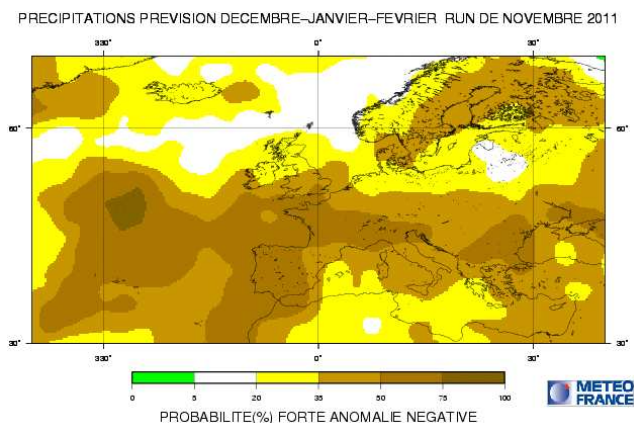 PRECIPITATIONS PREVISION DECEMBRE–JANVIER–FEVRIER RUN DE NOVEMBRE 2011
330° 0° 30°
60° 60°
30° 30°
330° 0° 30°
0 5 20 35 50 75 100
PROBABILITE(%) FORTE ANOMALIE NEGATIVE
METEO
FRANCE